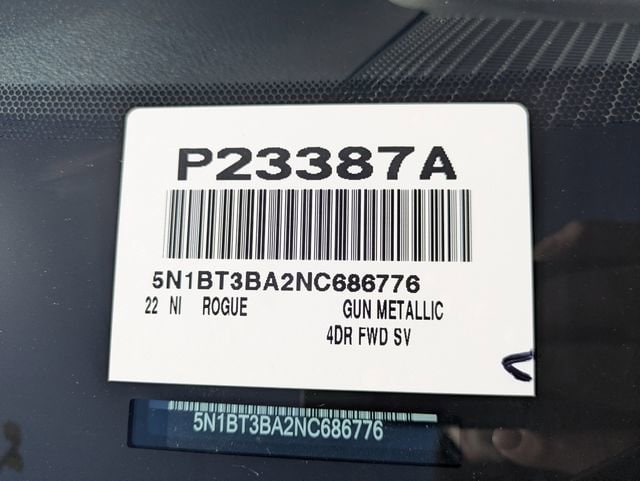 P23387A
5N1BT3BA2NC686776
22 NI ROGUE GUN METALLIC
4DR FWD SV
5N1BT3BA2NC686776